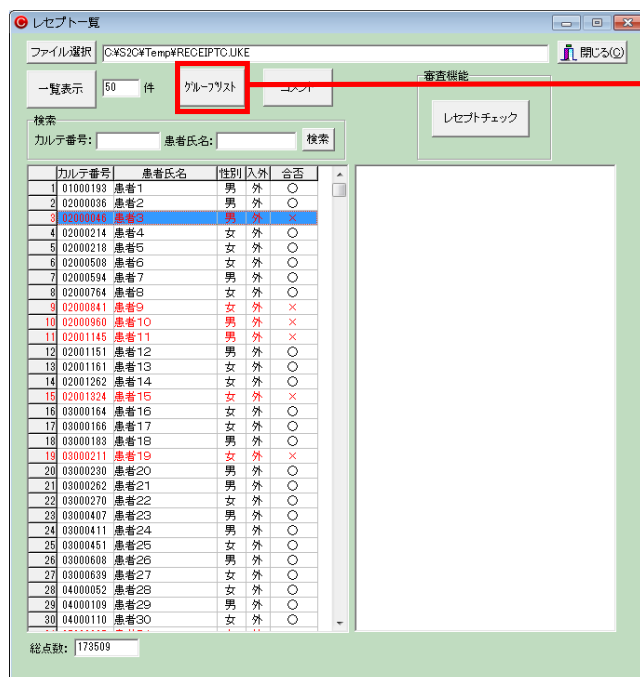 レセプト一覧
ファイル選択 C:¥S2C¥Temp¥RECEIPTC.UKE 閉じる(C)
一覧表示 50 件 グループリスト コメント
審査機能
レセプトチェック
検索
カルテ番号: 患者氏名: 検索
カルテ番号 患者氏名 性別 入外 合否
1 01000193 患者1 男 外 ○
2 02000036 患者2 男 外 ○
3 02000046 患者3 男 外 ×
4 02000214 患者4 女 外 ○
5 02000218 患者5 女 外 ○
6 02000508 患者6 女 外 ○
7 02000594 患者7 男 外 ○
8 02000764 患者8 女 外 ○
9 02000841 患者9 女 外 ×
10 02000960 患者10 男 外 ×
11 02001145 患者11 男 外 ×
12 02001151 患者12 男 外 ○
13 02001161 患者13 女 外 ○
14 02001262 患者14 女 外 ○
15 02001324 患者15 女 外 ×
16 03000164 患者16 女 外 ○
17 03000166 患者17 女 外 ○
18 03000183 患者18 男 外 ○
19 03000211 患者19 女 外 ×
20 03000230 患者20 男 外 ○
21 03000262 患者21 男 外 ○
22 03000270 患者22 女 外 ○
23 03000407 患者23 男 外 ○
24 03000411 患者24 男 外 ○
25 03000451 患者25 女 外 ○
26 03000608 患者26 男 外 ○
27 03000639 患者27 女 外 ○
28 04000052 患者28 女 外 ○
29 04000109 患者29 男 外 ○
30 04000110 患者30 女 外 ○
総点数: 173509